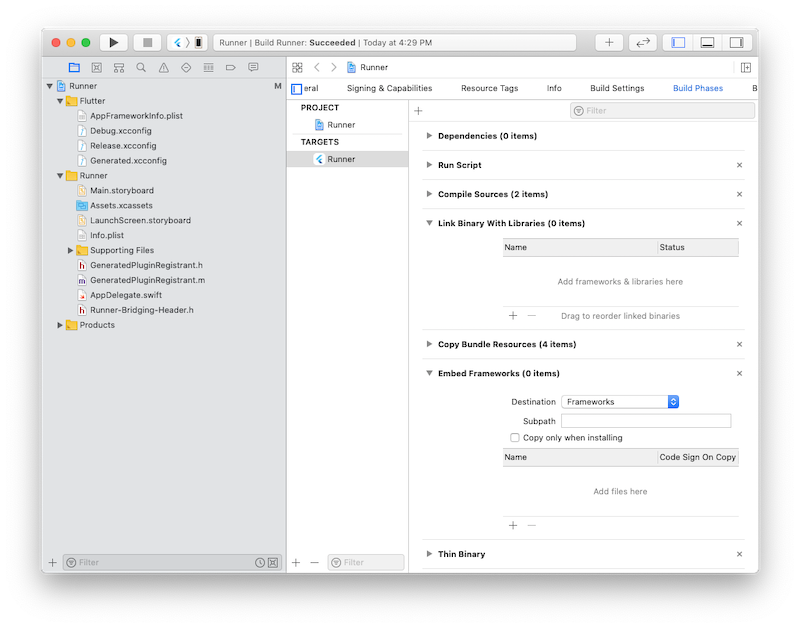 Runner | Build Runner: Succeeded | Today at 4:29 PM
Runner M
Flutter
AppFrameworkInfo.plist
Debug.xcconfig
Release.xcconfig
Generated.xcconfig
Runner
Main.storyboard
Assets.xcassets
LaunchScreen.storyboard
Info.plist
Supporting Files
GeneratedPluginRegistrant.h
GeneratedPluginRegistrant.m
AppDelegate.swift
Runner-Bridging-Header.h
Products
Filter
Runner
eral Signing & Capabilities Resource Tags Info Build Settings Build Phases B
PROJECT
Runner
TARGETS
Runner
Filter
Filter
Dependencies (0 items)
Run Script
Compile Sources (2 items)
Link Binary With Libraries (0 items)
Name Status
Add frameworks & libraries here
Drag to reorder linked binaries
Copy Bundle Resources (4 items)
Embed Frameworks (0 items)
Destination Frameworks
Subpath
Copy only when installing
Name Code Sign On Copy
Add files here
Thin Binary